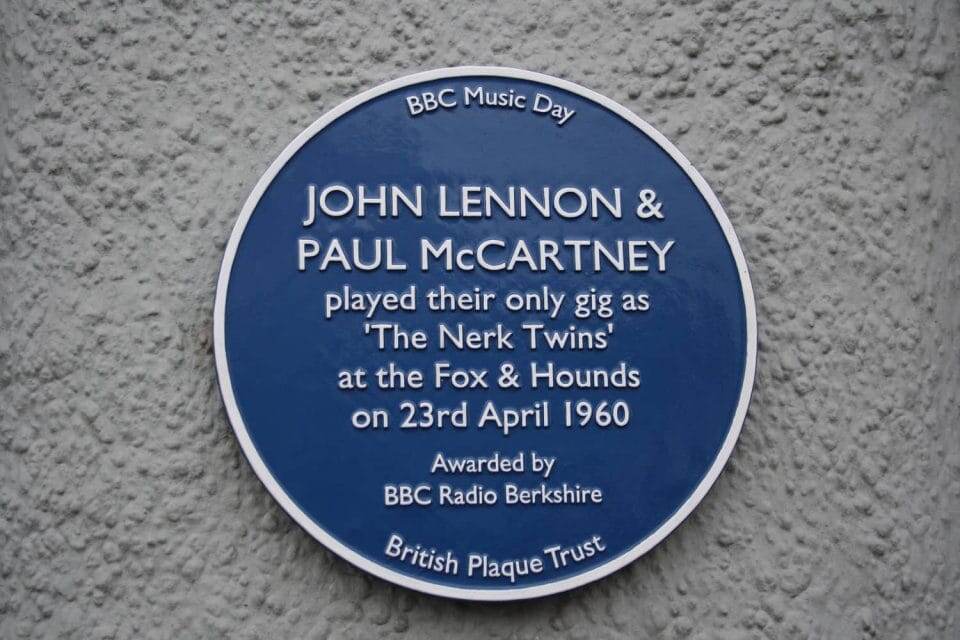 BBC Music Day
JOHN LENNON &
PAUL McCARTNEY
played their only gig as
'The Nerk Twins'
at the Fox & Hounds
on 23rd April 1960
Awarded by
BBC Radio Berkshire
British Plaque Trust